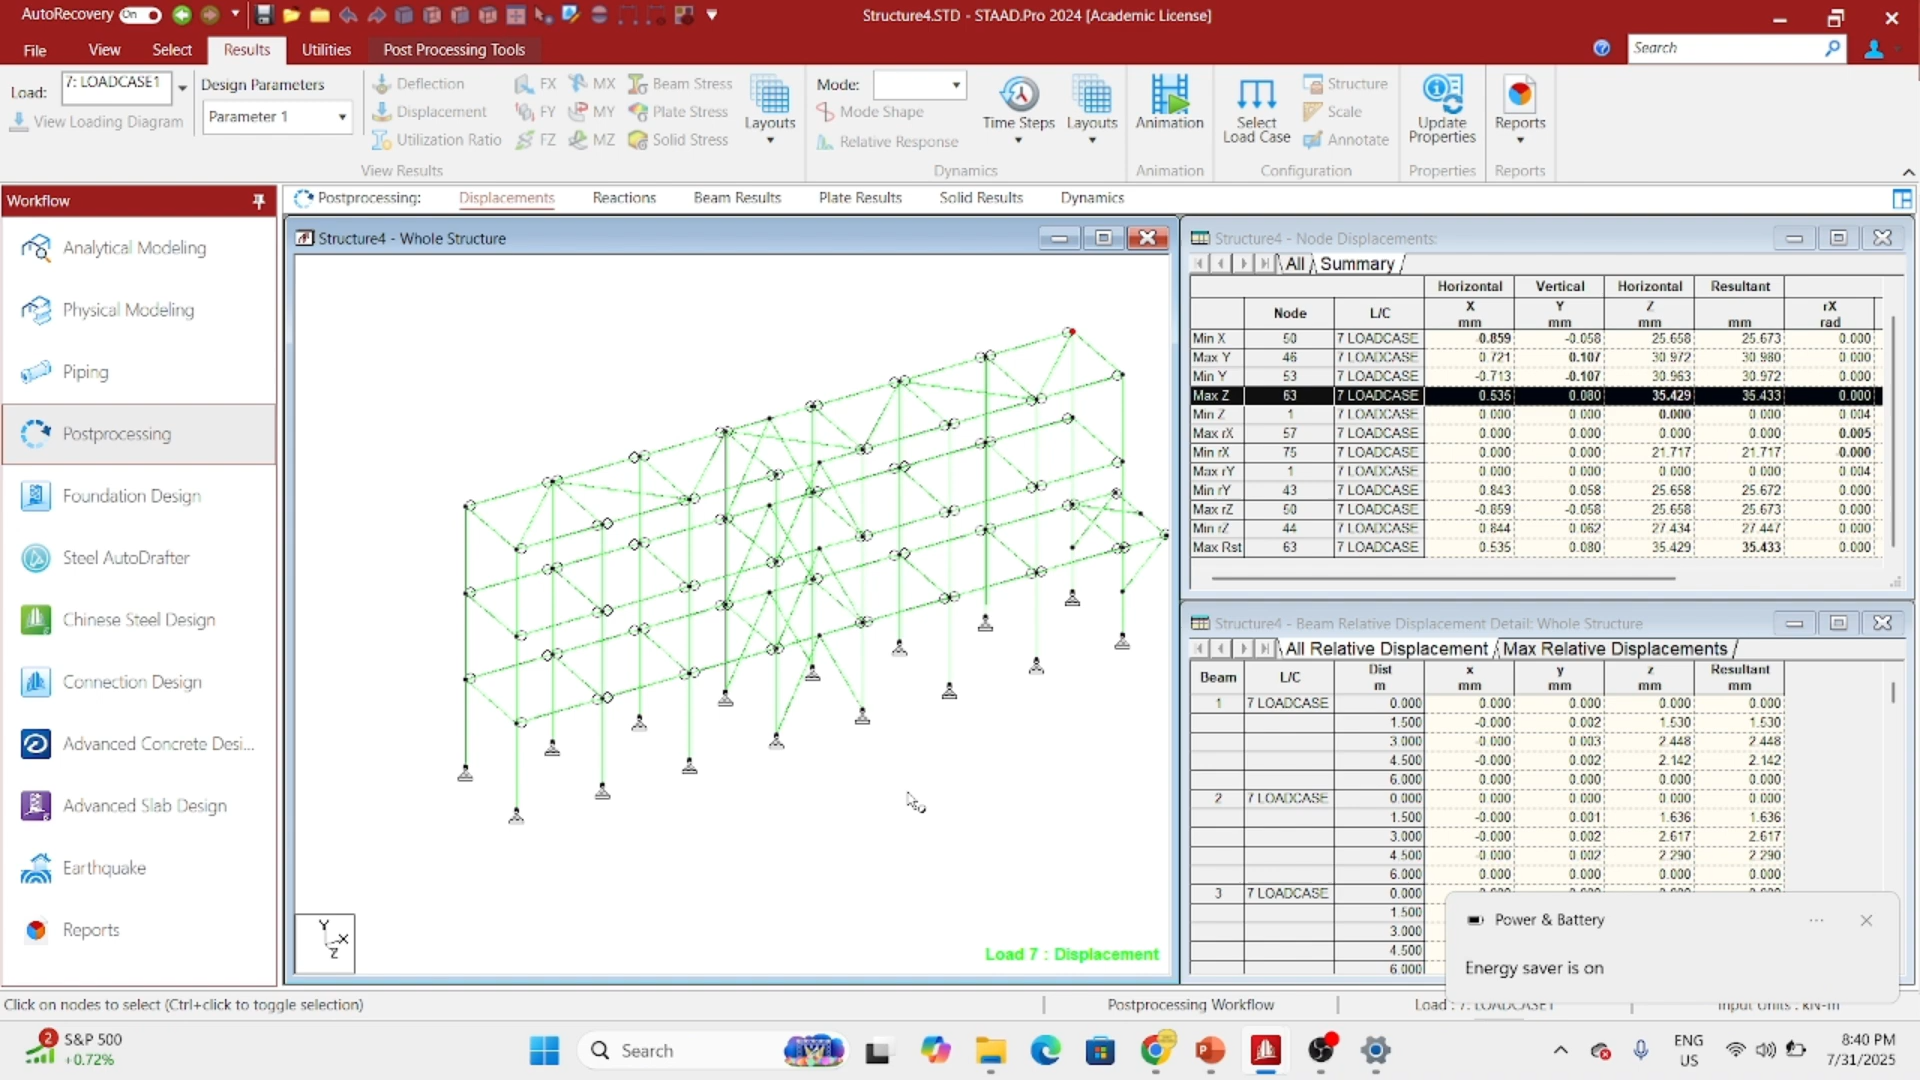 AutoRecovery On
Structure4.STD - STAAD.Pro 2024 [Academic License]
File View Select Results Utilities Post Processing Tools
Search
Load: 7: LOADCASE1
View Loading Diagram
Design Parameters
Parameter 1
Deflection
Displacement
Utilization Ratio
FX MX Beam Stress
FY MY Plate Stress
FZ MZ Solid Stress
Layouts
View Results
Mode:
Mode Shape
Relative Response
Time Steps
Layouts
Dynamics
Animation
Animation
Select Load Case
Structure
Scale
Annotate
Configuration
Update Properties
Properties
Reports
Reports
Workflow
Analytical Modeling
Physical Modeling
Piping
Postprocessing
Foundation Design
Steel AutoDrafter
Chinese Steel Design
Connection Design
Advanced Concrete Desi...
Advanced Slab Design
Earthquake
Reports
Postprocessing: Displacements Reactions Beam Results Plate Results Solid Results Dynamics
Structure4 - Whole Structure
Y
X
Z
Load 7 : Displacement
Structure4 - Node Displacements:
All Summary
Horizontal Vertical Horizontal Resultant
Node L/C X mm Y mm Z mm mm rX rad
Min X 50 7 LOADCASE -0.859 -0.058 25.658 25.673 0.000
Max Y 46 7 LOADCASE 0.721 0.107 30.972 30.980 0.000
Min Y 53 7 LOADCASE -0.713 -0.107 30.963 30.972 0.000
Max Z 63 7 LOADCASE 0.535 0.080 35.429 35.433 0.000
Min Z 1 7 LOADCASE 0.000 0.000 0.000 0.000 0.004
Max rX 57 7 LOADCASE 0.000 0.000 0.000 0.000 0.005
Min rX 75 7 LOADCASE 0.000 0.000 21.717 21.717 -0.000
Max rY 1 7 LOADCASE 0.000 0.000 0.000 0.000 0.004
Min rY 43 7 LOADCASE 0.843 0.058 25.658 25.672 0.000
Max rZ 50 7 LOADCASE -0.859 -0.058 25.658 25.673 0.000
Min rZ 44 7 LOADCASE 0.844 0.062 27.434 27.447 0.000
Max Rst 63 7 LOADCASE 0.535 0.080 35.429 35.433 0.000
Structure4 - Beam Relative Displacement Detail: Whole Structure
All Relative Displacement Max Relative Displacements
Beam L/C Dist m x mm y mm z mm Resultant mm
1 7 LOADCASE 0.000 0.000 0.000 0.000 0.000
1.500 -0.000 0.002 1.530 1.530
3.000 -0.000 0.003 2.448 2.448
4.500 -0.000 0.002 2.142 2.142
6.000 0.000 0.000 0.000 0.000
2 7 LOADCASE 0.000 0.000 0.000 0.000 0.000
1.500 -0.000 0.001 1.636 1.636
3.000 -0.000 0.002 2.617 2.617
4.500 -0.000 0.002 2.290 2.290
6.000 0.000 0.000 0.000 0.000
3 7 LOADCASE 0.000
1.500
3.000
4.500
6.000
Power & Battery
Energy saver is on
Click on nodes to select (Ctrl+click to toggle selection)
Postprocessing Workflow
Load : 7: LOADCASE1
Input Units : kN-m
2
S&P 500
+0.72%
Search
ENG
US
8:40 PM
7/31/2025